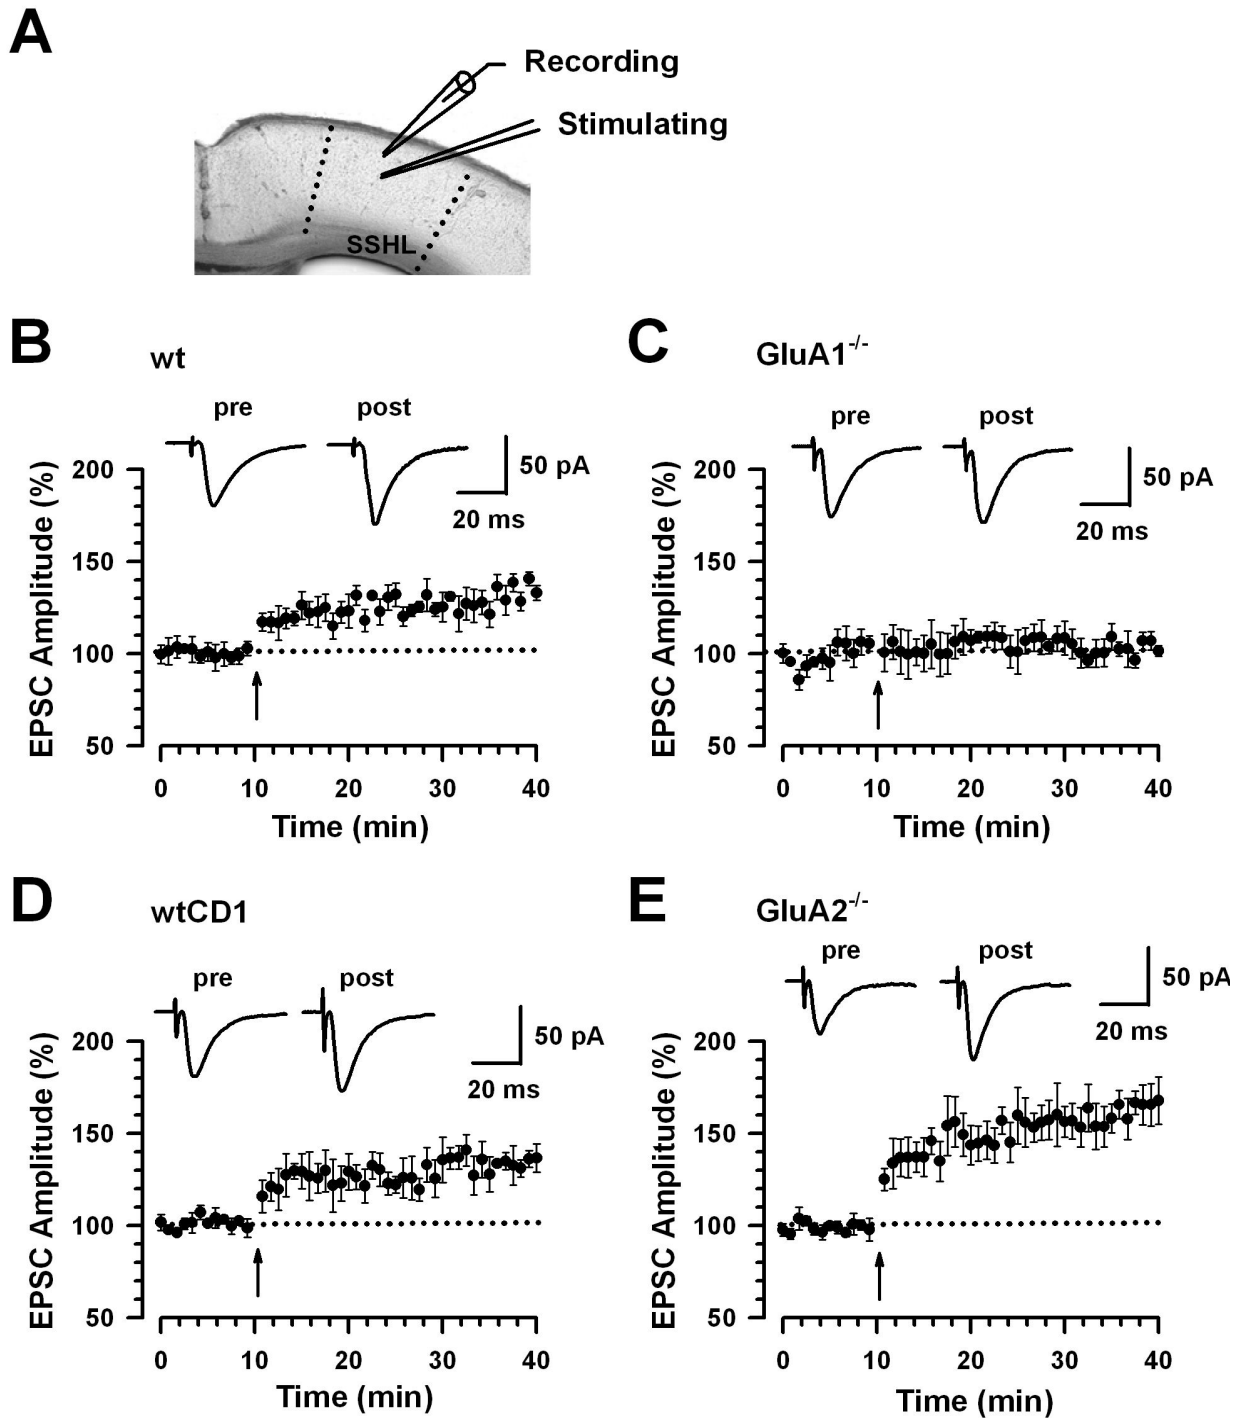 A
Recording
Stimulating
SSHL
B
wt
pre
post
50 pA
20 ms
EPSC Amplitude (%)
200
150
100
50
0
10
20
30
40
Time (min)
C
GluA1-/-
pre
post
50 pA
20 ms
EPSC Amplitude (%)
200
150
100
50
0
10
20
30
40
Time (min)
D
wtCD1
pre
post
50 pA
20 ms
EPSC Amplitude (%)
200
150
100
50
0
10
20
30
40
Time (min)
E
GluA2-/-
pre
post
50 pA
20 ms
EPSC Amplitude (%)
200
150
100
50
0
10
20
30
40
Time (min)